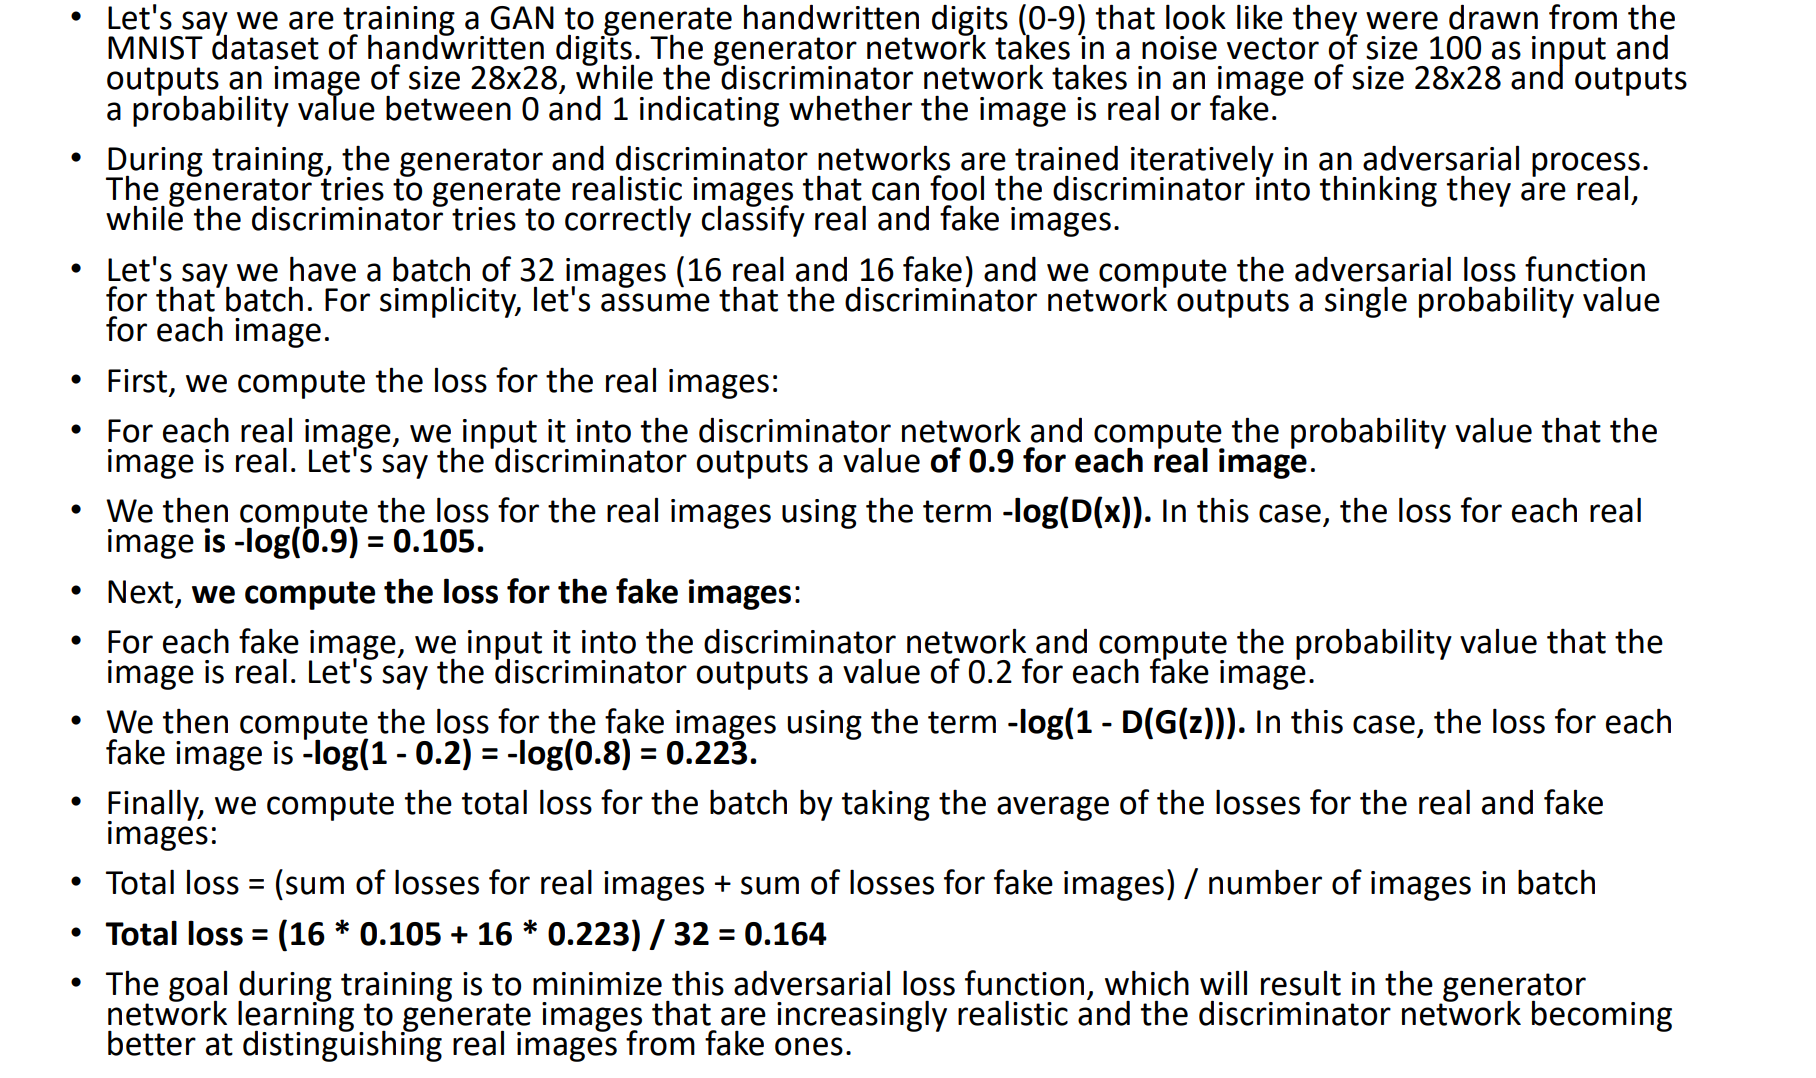 • Let's say we are training a GAN to generate handwritten digits (0-9) that look like they were drawn from the
MNIST dataset of handwritten digits. The generator network takes in a noise vector of size 100 as input and
outputs an image of size 28x28, while the discriminator network takes in an image of size 28x28 and outputs
a probability value between 0 and 1 indicating whether the image is real or fake.
• During training, the generator and discriminator networks are trained iteratively in an adversarial process.
The generator tries to generate realistic images that can fool the discriminator into thinking they are real,
while the discriminator tries to correctly classify real and fake images.
• Let's say we have a batch of 32 images (16 real and 16 fake) and we compute the adversarial loss function
for that batch. For simplicity, let's assume that the discriminator network outputs a single probability value
for each image.
• First, we compute the loss for the real images:
• For each real image, we input it into the discriminator network and compute the probability value that the
image is real. Let's say the discriminator outputs a value of 0.9 for each real image.
• We then compute the loss for the real images using the term -log(D(x)). In this case, the loss for each real
image is -log(0.9) = 0.105.
• Next, we compute the loss for the fake images:
• For each fake image, we input it into the discriminator network and compute the probability value that the
image is real. Let's say the discriminator outputs a value of 0.2 for each fake image.
• We then compute the loss for the fake images using the term -log(1 - D(G(z))). In this case, the loss for each
fake image is -log(1 - 0.2) = -log(0.8) = 0.223.
• Finally, we compute the total loss for the batch by taking the average of the losses for the real and fake
images:
• Total loss = (sum of losses for real images + sum of losses for fake images) / number of images in batch
• Total loss = (16 * 0.105 + 16 * 0.223) / 32 = 0.164
• The goal during training is to minimize this adversarial loss function, which will result in the generator
network learning to generate images that are increasingly realistic and the discriminator network becoming
better at distinguishing real images from fake ones.